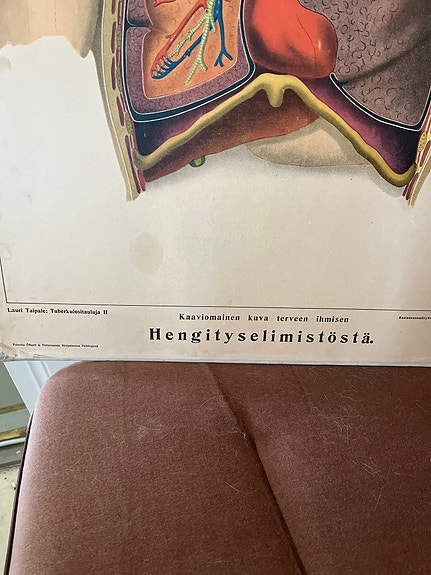 Lauri Taipale: Tuberkuloositauluja II
Kaaviomainen kuva terveen ihmisen
Hengityselimistöstä.